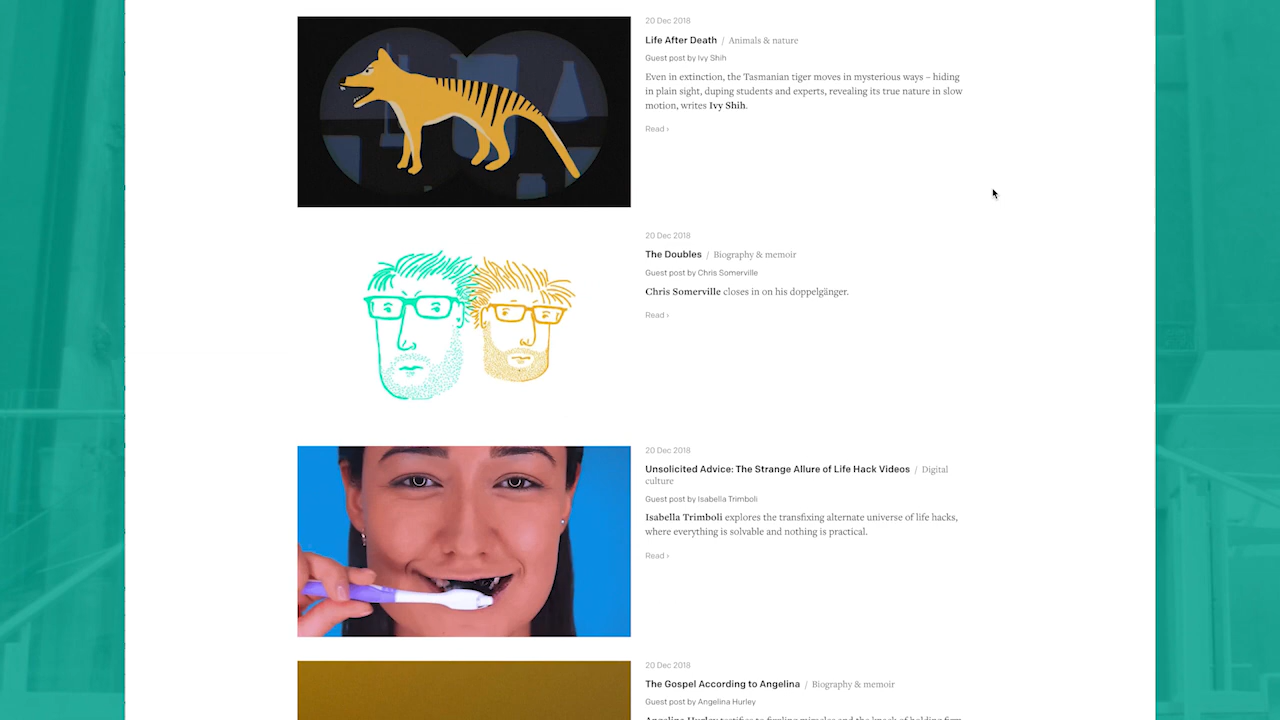 20 Dec 2018
Life After Death / Animals & nature
Guest post by Ivy Shih
Even in extinction, the Tasmanian tiger moves in mysterious ways – hiding
in plain sight, duping students and experts, revealing its true nature in slow
motion, writes Ivy Shih.
Read ›
20 Dec 2018
The Doubles / Biography & memoir
Guest post by Chris Somerville
Chris Somerville closes in on his doppelgänger.
Read ›
20 Dec 2018
Unsolicited Advice: The Strange Allure of Life Hack Videos / Digital
culture
Guest post by Isabella Trimboli
Isabella Trimboli explores the transfixing alternate universe of life hacks,
where everything is solvable and nothing is practical.
Read ›
20 Dec 2018
The Gospel According to Angelina / Biography & memoir
Guest post by Angelina Hurley